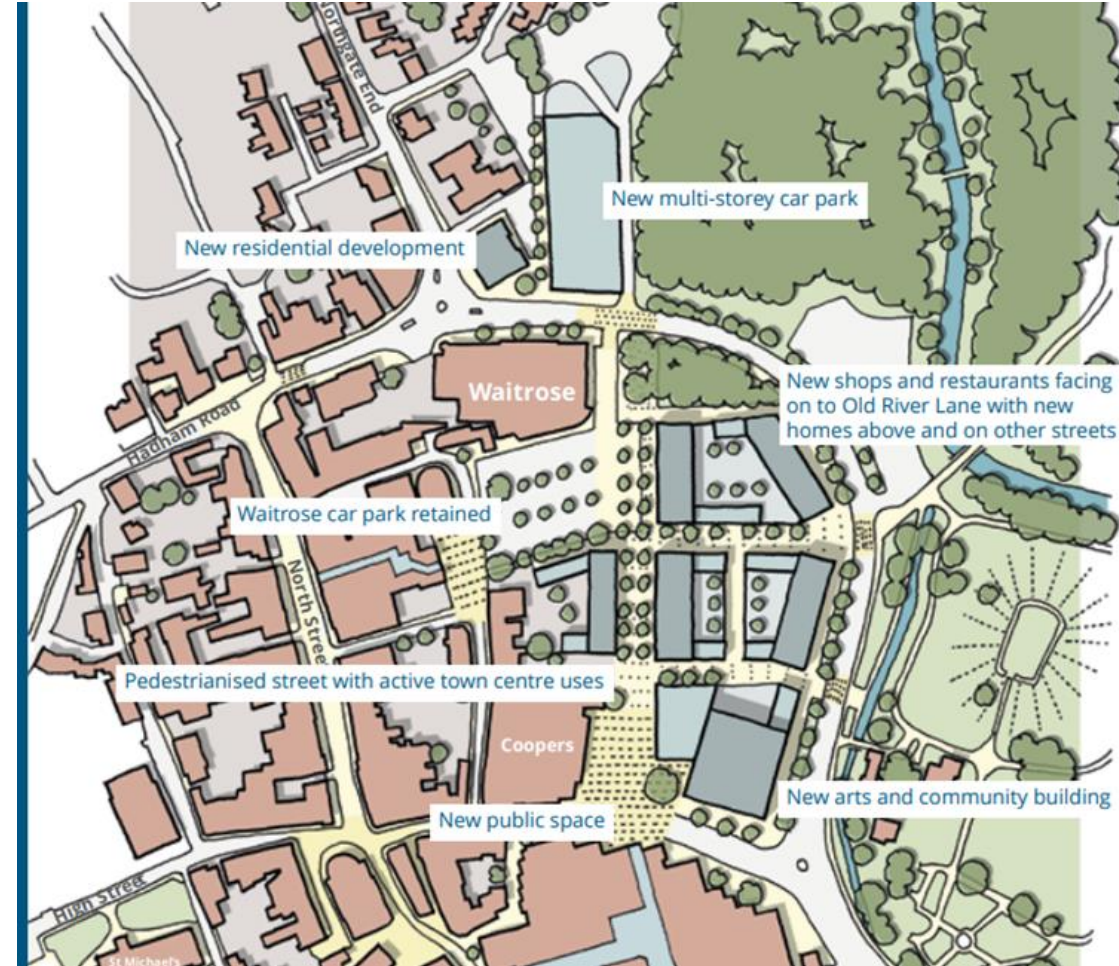 Northgate End
New multi-storey car park
New residential development
Waitrose
New shops and restaurants facing
on to Old River Lane with new
homes above and on other streets
Hadham Road
Waitrose car park retained
North Street
Pedestrianised street with active town centre uses
Coopers
New arts and community building
New public space
High Street
St Michael's